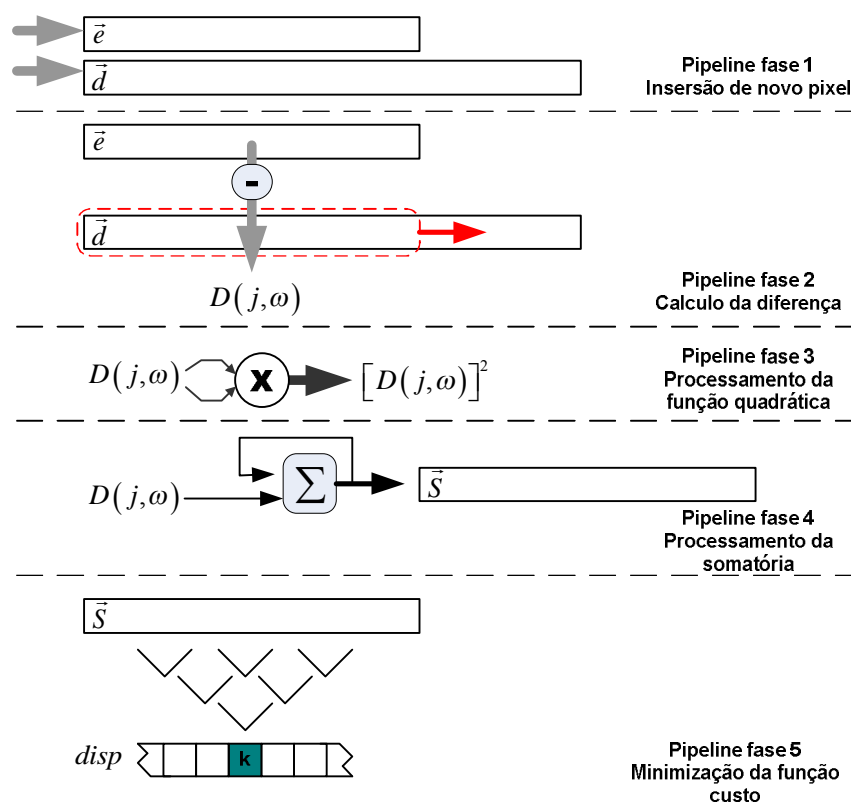 e⃗
d⃗
Pipeline fase 1
Insersão de novo pixel
e⃗
-
d⃗
D(j,ω)
Pipeline fase 2
Calculo da diferença
D(j,ω) x [D(j,ω)]²
Pipeline fase 3
Processamento da
função quadrática
D(j,ω) Σ S⃗
Pipeline fase 4
Processamento da
somatória
S⃗
disp k
Pipeline fase 5
Minimização da função
custo